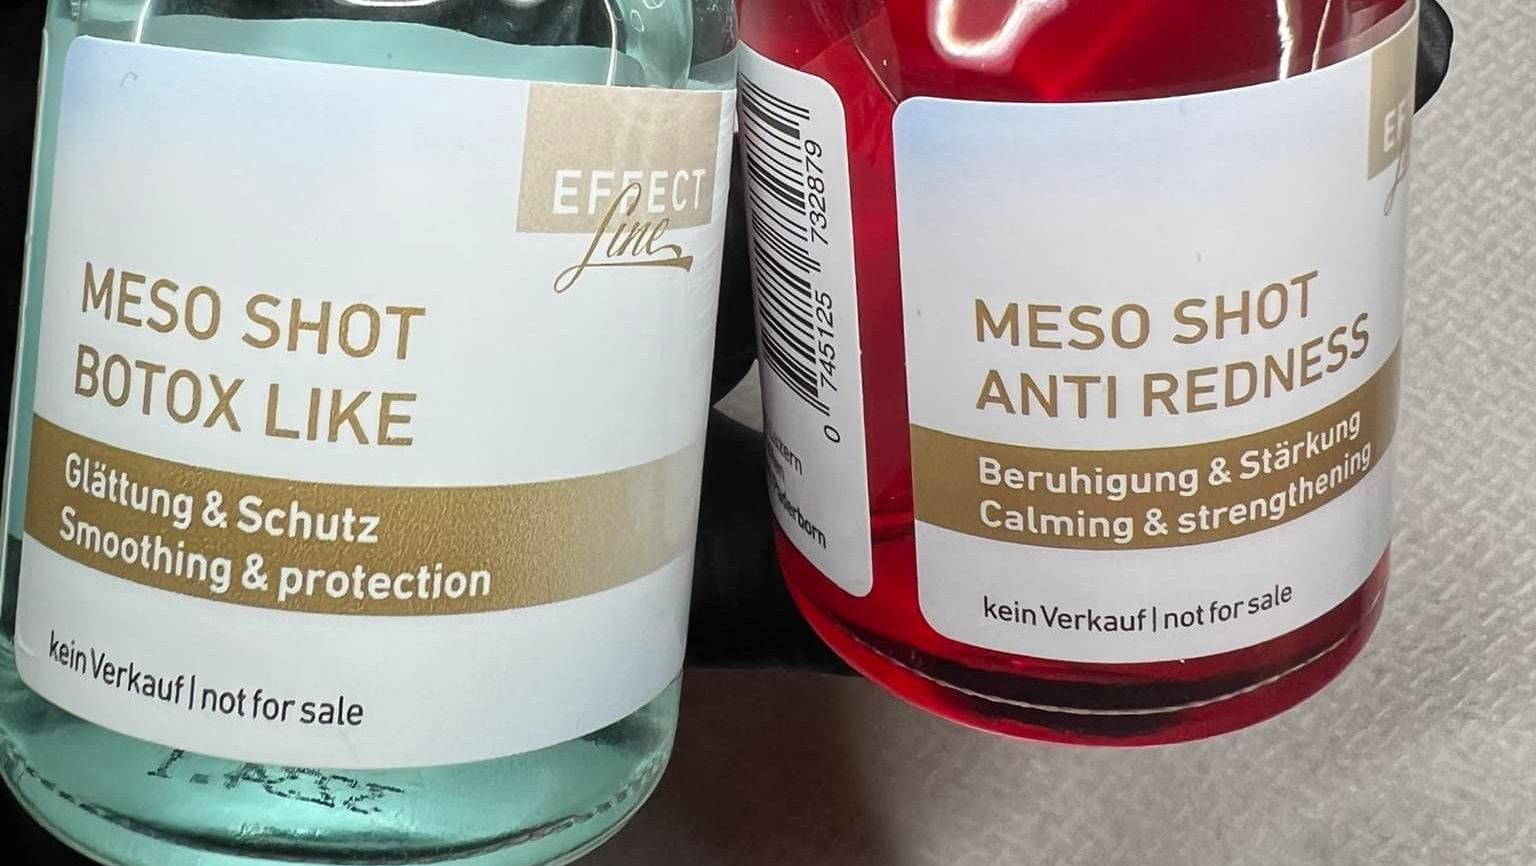 EFFECT
Line
MESO SHOT
BOTOX LIKE
Glättung & Schutz
Smoothing & protection
kein Verkauf | not for sale
0 745125 732879
EF
MESO SHOT
ANTI REDNESS
Beruhigung & Stärkung
Calming & strengthening
kein Verkauf | not for sale